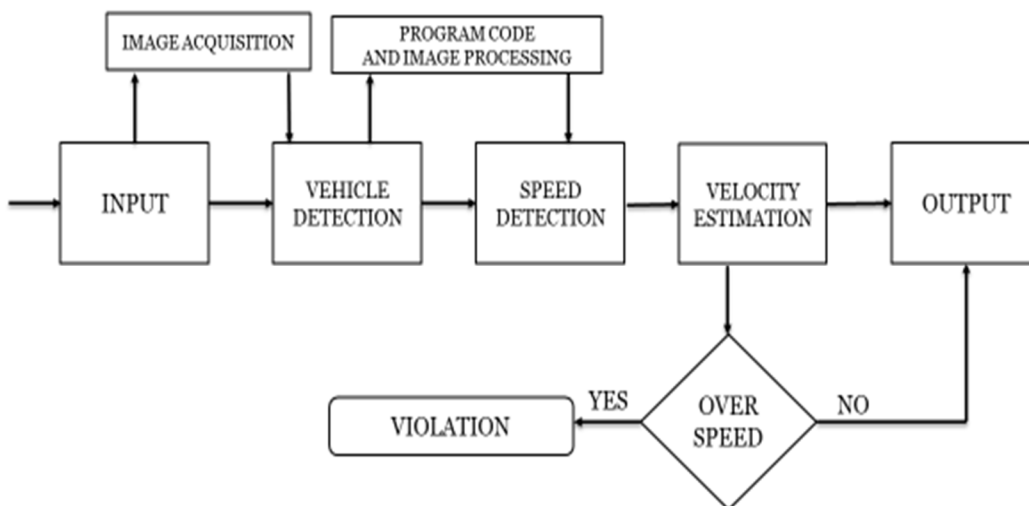 IMAGE ACQUISITION
PROGRAM CODE
AND IMAGE PROCESSING
INPUT
VEHICLE
DETECTION
SPEED
DETECTION
VELOCITY
ESTIMATION
OUTPUT
VIOLATION
YES
OVER
SPEED
NO